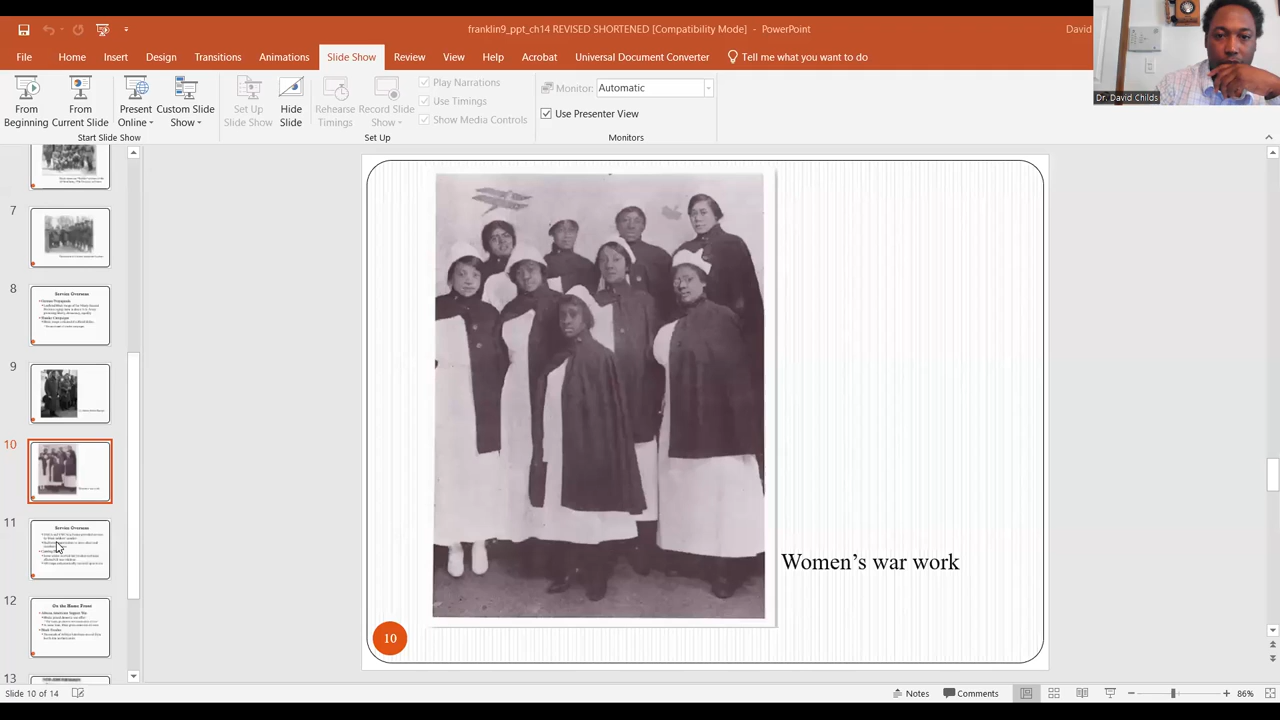 franklin9_ppt_ch14 REVISED SHORTENED [Compatibility Mode] - PowerPoint
David
File Home Insert Design Transitions Animations Slide Show Review View Help Acrobat Universal Document Converter Tell me what you want to do
From Beginning
From Current Slide
Present Online
Custom Slide Show
Set Up Slide Show
Hide Slide
Rehearse Timings
Record Slide Show
Play Narrations
Use Timings
Show Media Controls
Monitor: Automatic
Use Presenter View
Start Slide Show
Set Up
Monitors
Dr. David Childs
7
8
Service Overseas
9
10
11
Service Overseas
12
On the Home Front
13
Women's war work
10
Slide 10 of 14
Notes
Comments
86%